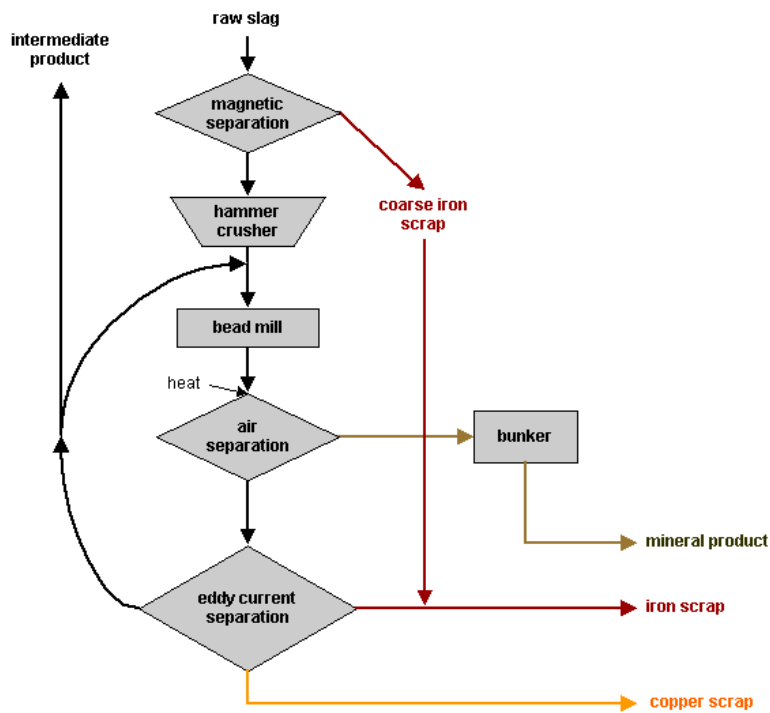 raw slag
intermediate
product
magnetic
separation
coarse iron
scrap
hammer
crusher
bead mill
heat
air
separation
bunker
mineral product
eddy current
separation
iron scrap
copper scrap